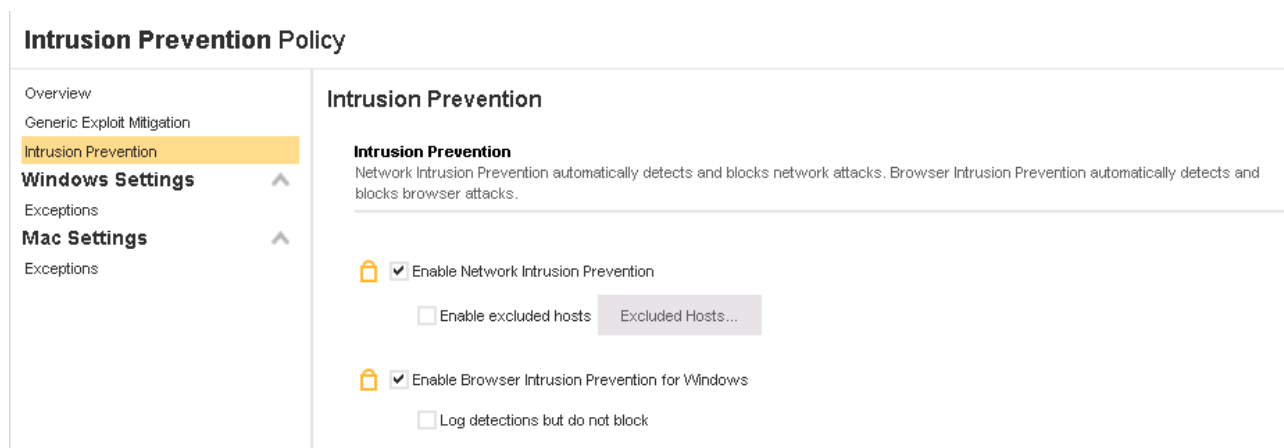 Intrusion Prevention Policy
Overview
Generic Exploit Mitigation
Intrusion Prevention
Windows Settings
Exceptions
Mac Settings
Exceptions
Intrusion Prevention
Intrusion Prevention
Network Intrusion Prevention automatically detects and blocks network attacks. Browser Intrusion Prevention automatically detects and
blocks browser attacks.
Enable Network Intrusion Prevention
Enable excluded hosts Excluded Hosts...
Enable Browser Intrusion Prevention for Windows
Log detections but do not block